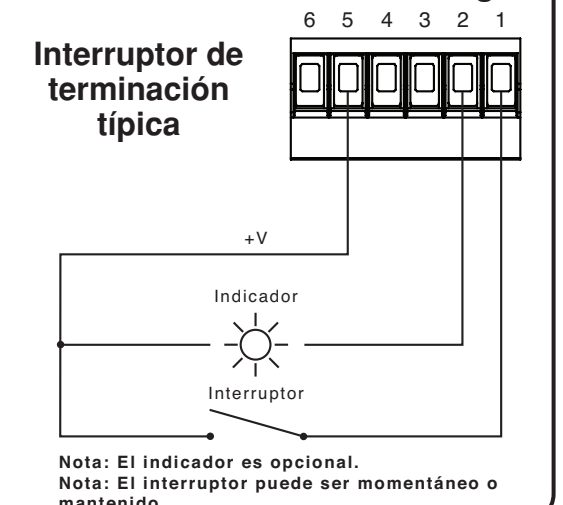 6 5 4 3 2 1
Interruptor de
terminación
típica
+V
Indicador
Interruptor
Nota: El indicador es opcional.
Nota: El interruptor puede ser momentáneo o
mantenido